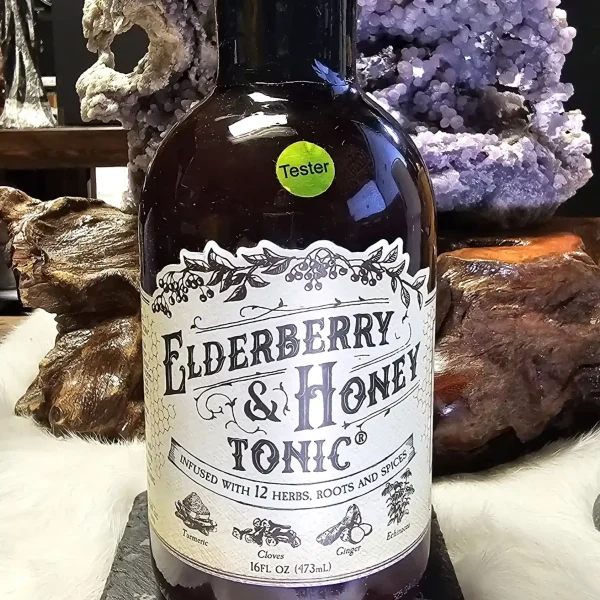 Tester
ELDERBERRY
& HONEY
TONIC®
INFUSED WITH 12 HERBS, ROOTS AND SPICES
Turmeric
Cloves
Ginger
Echinacea
16FL OZ (473mL)